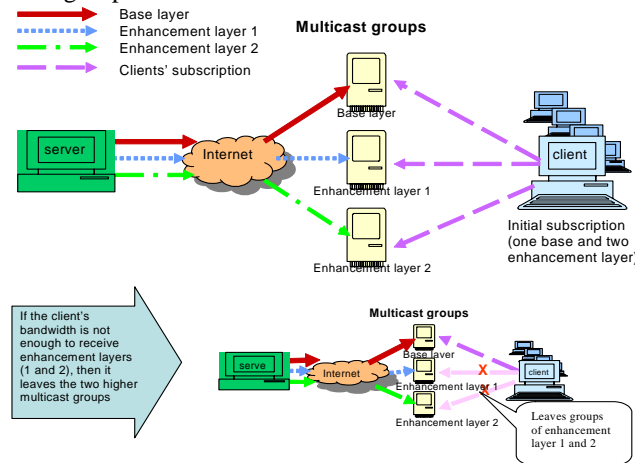 Base layer
Enhancement layer 1
Enhancement layer 2
Clients' subscription
Multicast groups
server
Internet
Base layer
Enhancement layer 1
Enhancement layer 2
client
Initial subscription
(one base and two
enhancement layer)
If the client's
bandwidth is not
enough to receive
enhancement layers
(1 and 2), then it
leaves the two higher
multicast groups
Multicast groups
serve
Internet
Base layer
Enhancement layer 1
Enhancement layer 2
X
X
client
Leaves groups
of enhancement
layer 1 and 2